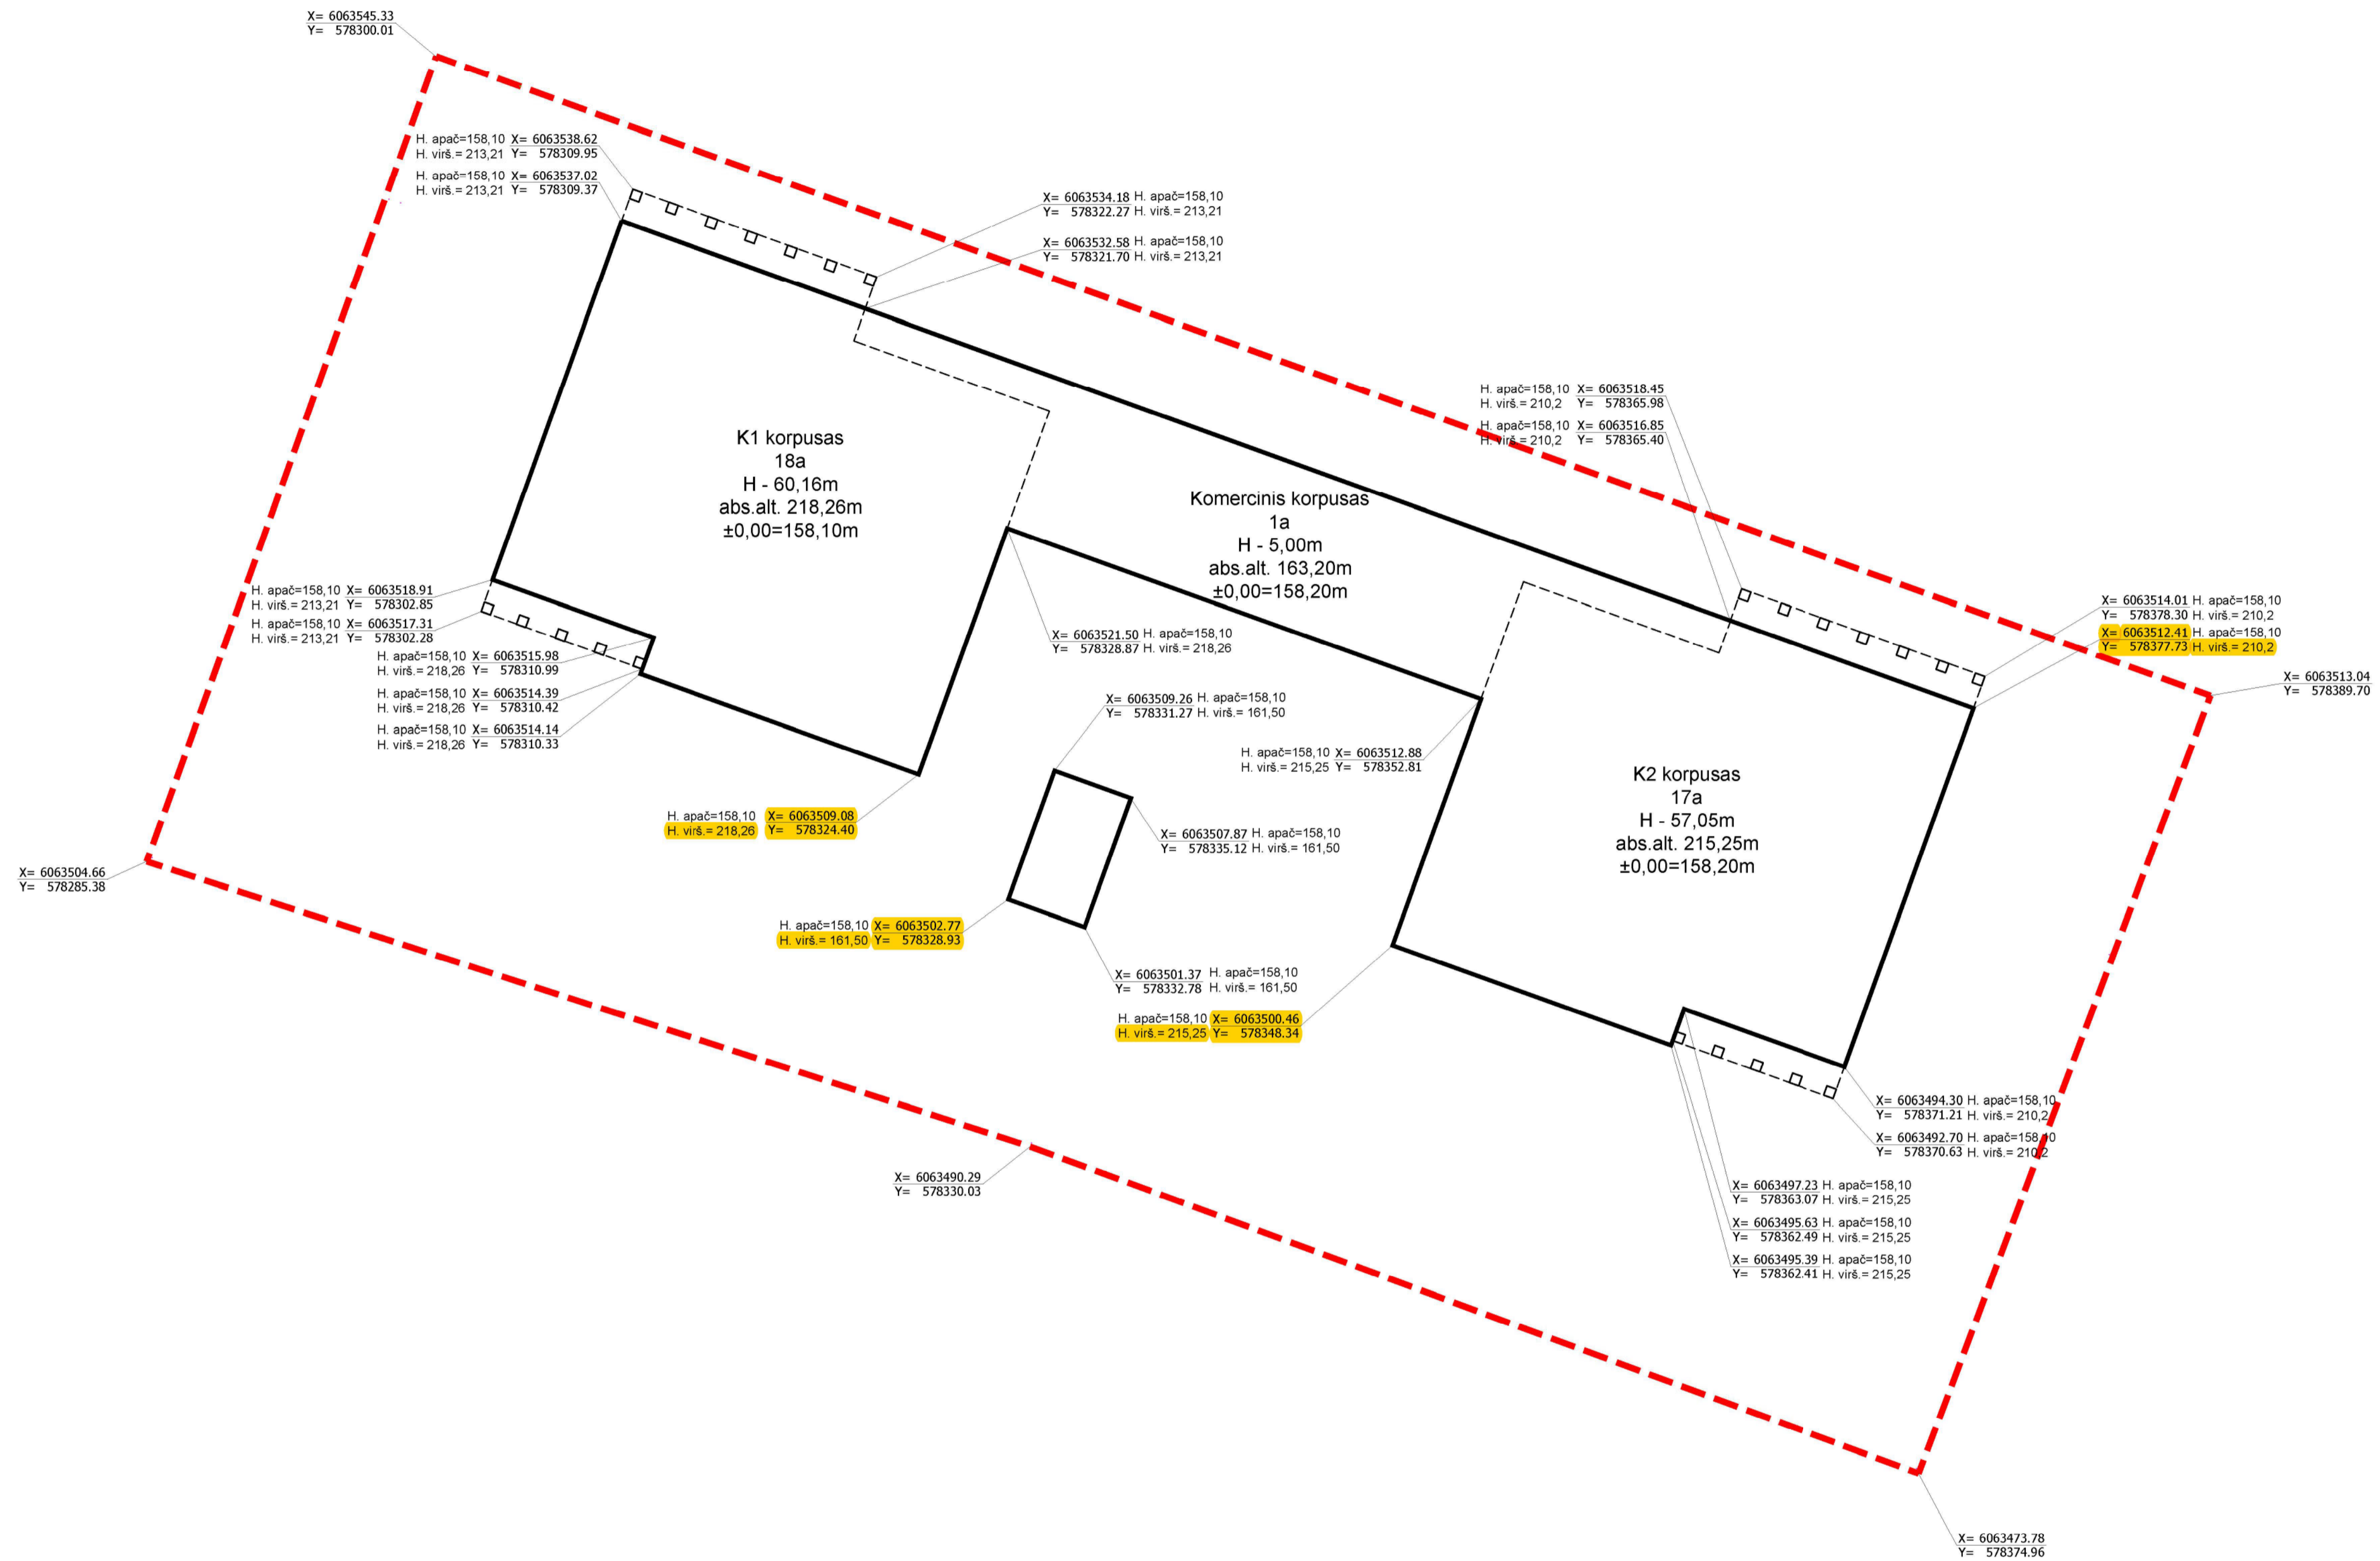 X= 6063545.33
Y= 578300.01
H. apač=158,10 X= 6063538.62
H. virš.= 213,21 Y= 578309.95
H. apač=158,10 X= 6063537.02
H. virš.= 213,21 Y= 578309.37
X= 6063534.18 H. apač=158,10
Y= 578322.27 H. virš.= 213,21
X= 6063532.58 H. apač=158,10
Y= 578321.70 H. virš.= 213,21
H. apač=158,10 X= 6063518.45
H. virš.= 210,2 Y= 578365.98
H. apač=158,10 X= 6063516.85
H. virš.= 210,2 Y= 578365.40
K1 korpusas
18a
H - 60,16m
abs.alt. 218,26m
±0,00=158,10m
Komercinis korpusas
1a
H - 5,00m
abs.alt. 163,20m
±0,00=158,20m
H. apač=158,10 X= 6063518.91
H. virš.= 213,21 Y= 578302.85
H. apač=158,10 X= 6063517.31
H. virš.= 213,21 Y= 578302.28
H. apač=158,10 X= 6063515.98
H. virš.= 218,26 Y= 578310.99
H. apač=158,10 X= 6063514.39
H. virš.= 218,26 Y= 578310.42
H. apač=158,10 X= 6063514.14
H. virš.= 218,26 Y= 578310.33
X= 6063521.50 H. apač=158,10
Y= 578328.87 H. virš.= 218,26
X= 6063514.01 H. apač=158,10
Y= 578378.30 H. virš.= 210,2
X= 6063512.41 H. apač=158,10
Y= 578377.73 H. virš.= 210,2
X= 6063513.04
Y= 578389.70
X= 6063509.26 H. apač=158,10
Y= 578331.27 H. virš.= 161,50
H. apač=158,10 X= 6063512.88
H. virš.= 215,25 Y= 578352.81
K2 korpusas
17a
H - 57,05m
abs.alt. 215,25m
±0,00=158,20m
H. apač=158,10 X= 6063509.08
H. virš.= 218,26 Y= 578324.40
X= 6063507.87 H. apač=158,10
Y= 578335.12 H. virš.= 161,50
X= 6063504.66
Y= 578285.38
H. apač=158,10 X= 6063502.77
H. virš.= 161,50 Y= 578328.93
X= 6063501.37 H. apač=158,10
Y= 578332.78 H. virš.= 161,50
H. apač=158,10 X= 6063500.46
H. virš.= 215,25 Y= 578348.34
X= 6063494.30 H. apač=158,10
Y= 578371.21 H. virš.= 210,2
X= 6063492.70 H. apač=158,10
Y= 578370.63 H. virš.= 210,2
X= 6063490.29
Y= 578330.03
X= 6063497.23 H. apač=158,10
Y= 578363.07 H. virš.= 215,25
X= 6063495.63 H. apač=158,10
Y= 578362.49 H. virš.= 215,25
X= 6063495.39 H. apač=158,10
Y= 578362.41 H. virš.= 215,25
X= 6063473.78
Y= 578374.96